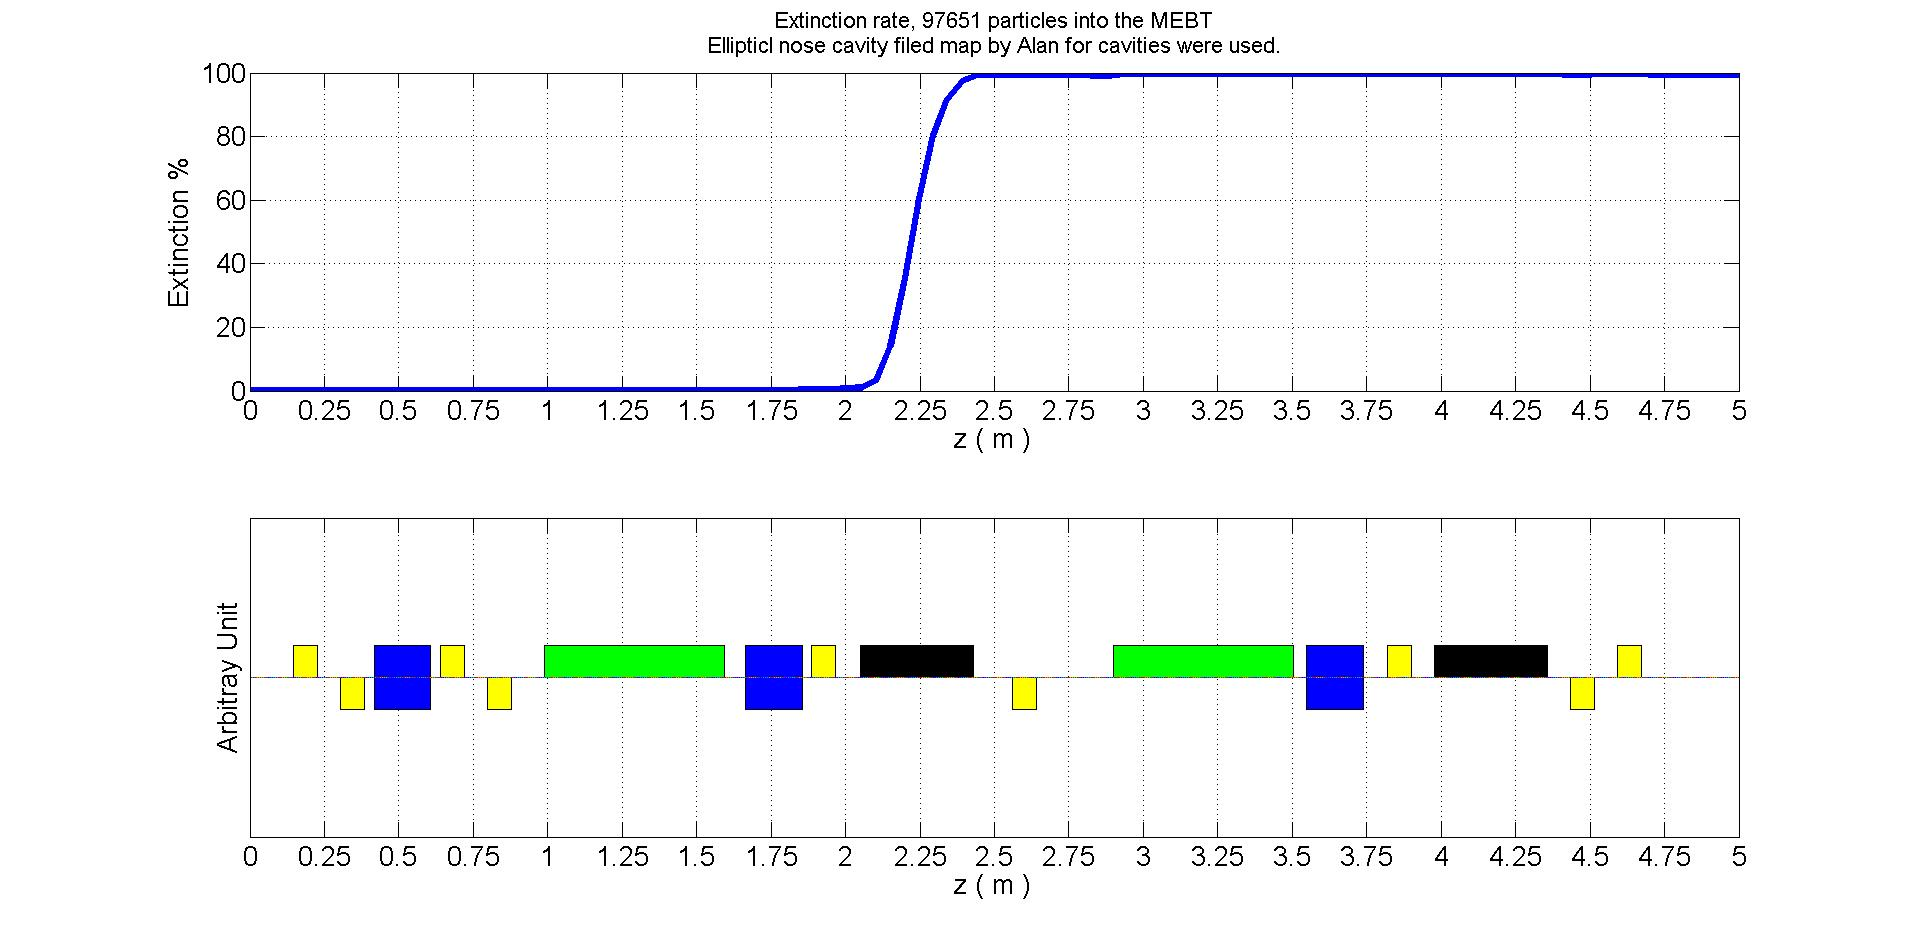 Extinction rate, 97651 particles into the MEBT
Ellipticl nose cavity filed map by Alan for cavities were used.
100
80
60
40
20
0
Extinction %
0 0.25 0.5 0.75 1 1.25 1.5 1.75 2 2.25 2.5 2.75 3 3.25 3.5 3.75 4 4.25 4.5 4.75 5
z ( m )
Arbitray Unit
0 0.25 0.5 0.75 1 1.25 1.5 1.75 2 2.25 2.5 2.75 3 3.25 3.5 3.75 4 4.25 4.5 4.75 5
z ( m )